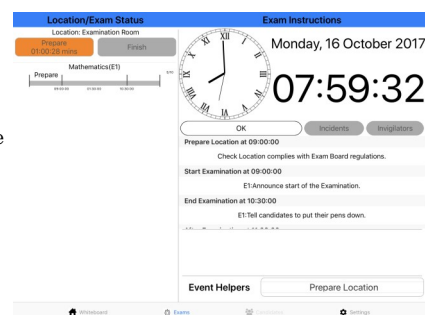 Location/Exam Status
Exam Instructions
Location: Examination Room
Prepare
01:00:28 mins
Finish
Mathematics(E1)
Prepare
Monday, 16 October 2017
07:59:32
OK
Incidents
Invigilators
Prepare Location at 09:00:00
Check Location complies with Exam Board regulations.
Start Examination at 09:00:00
E1:Announce start of the Examination.
End Examination at 10:30:00
E1:Tell candidates to put their pens down.
Event Helpers
Prepare Location
Whiteboard
Exams
Settings
e